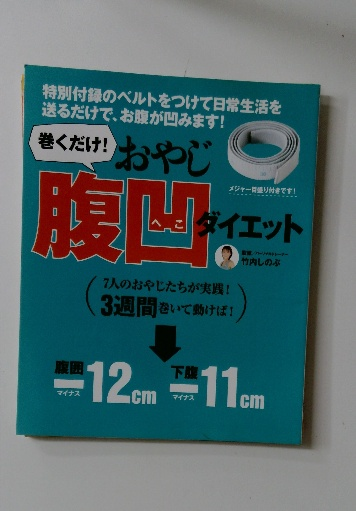 特別付録のベルトをつけて日常生活を
送るだけで、お腹が凹みます!
巻くだけ!
おやじ
メジャー目盛り付きです!
腹凹
へこ
ダイエット
竹内しのぶ
7人のおやじたちが実践!
3週間巻いて動けば!
腹囲
マイナス
−12cm
下腹
マイナス
−11cm